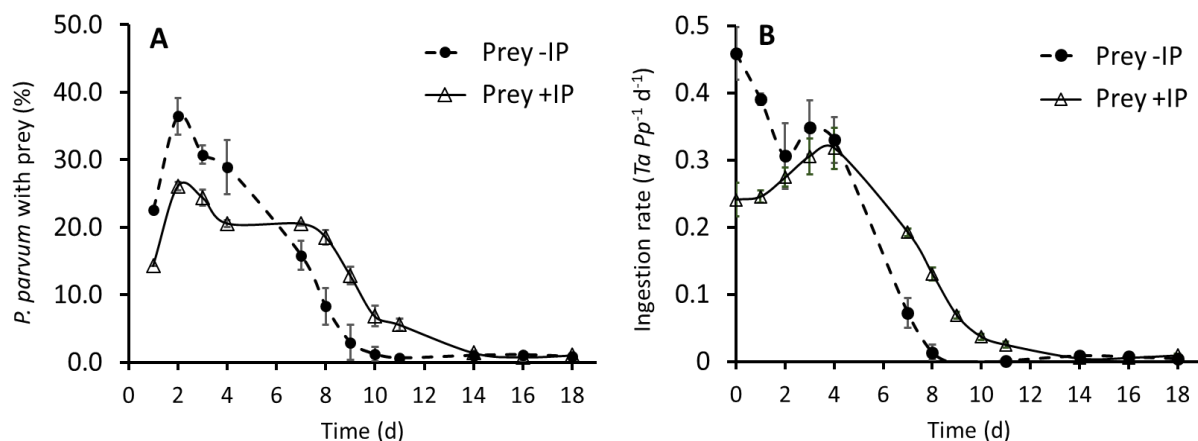 A
P. parvum with prey (%)
50.0
40.0
30.0
20.0
10.0
0.0
Prey -IP
Prey +IP
0 2 4 6 8 10 12 14 16 18
Time (d)
B
Ingestion rate (Ta Pp⁻¹ d⁻¹)
0.5
0.4
0.3
0.2
0.1
0
Prey -IP
Prey +IP
0 2 4 6 8 10 12 14 16 18
Time (d)